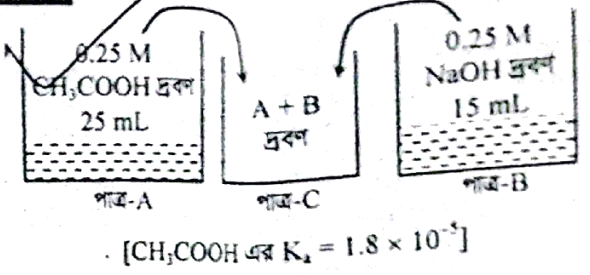 0.25 M
CH₃COOH দ্রবণ
25 mL
পাত্র-A
A + B
দ্রবণ
পাত্র-C
0.25 M
NaOH দ্রবণ
15 mL
পাত্র-B
[CH₃COOH এর Kₐ = 1.8 × 10⁻⁵]